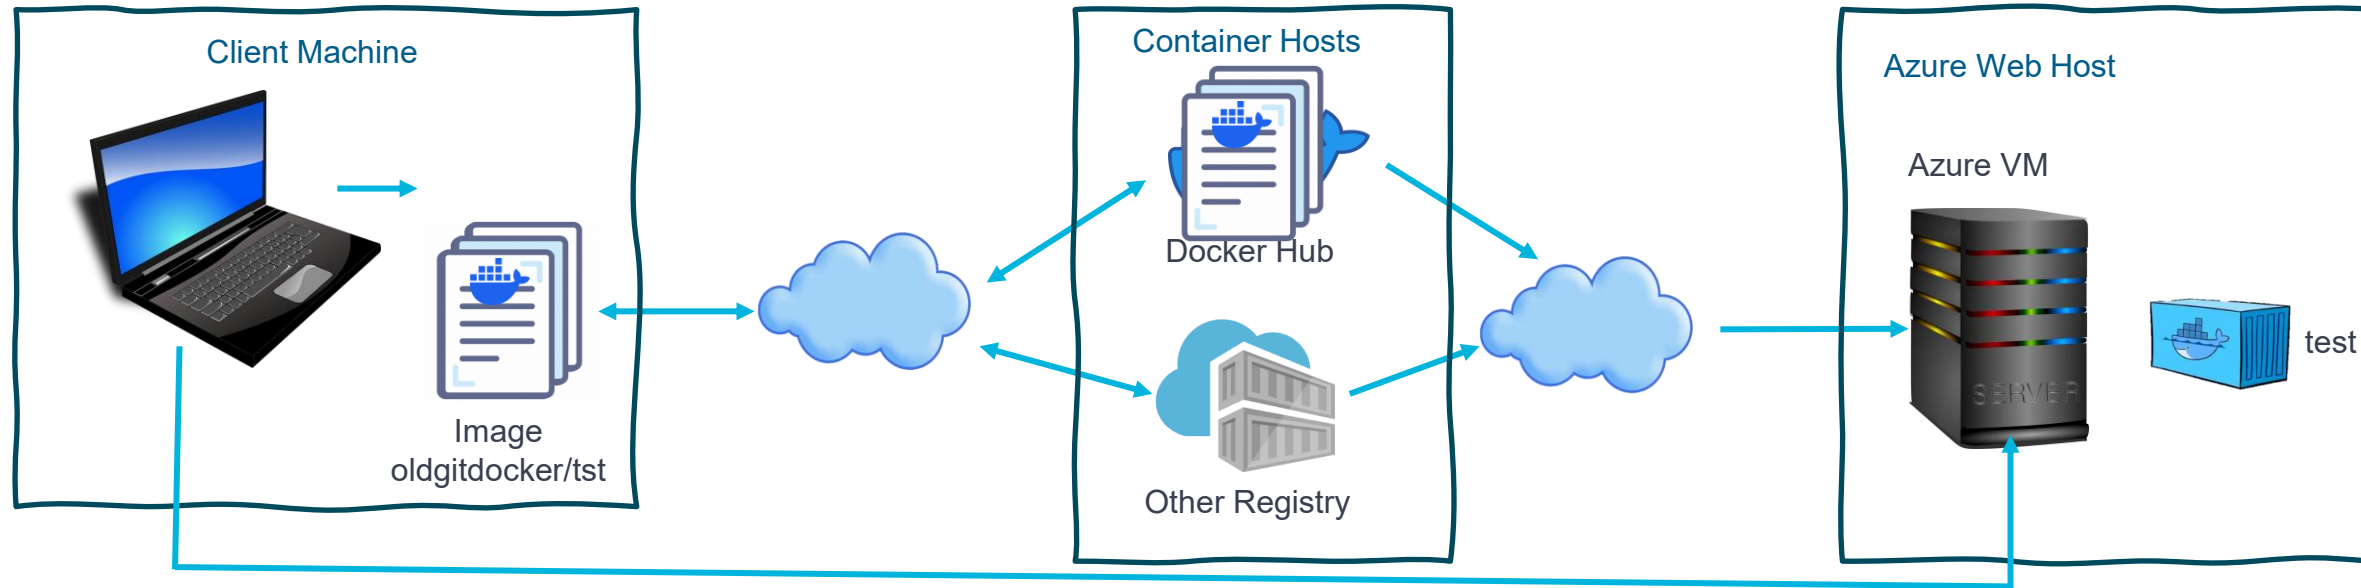 Client Machine
Image
oldgitdocker/tst
Container Hosts
Docker Hub
Other Registry
Azure Web Host
Azure VM
SERVER
test